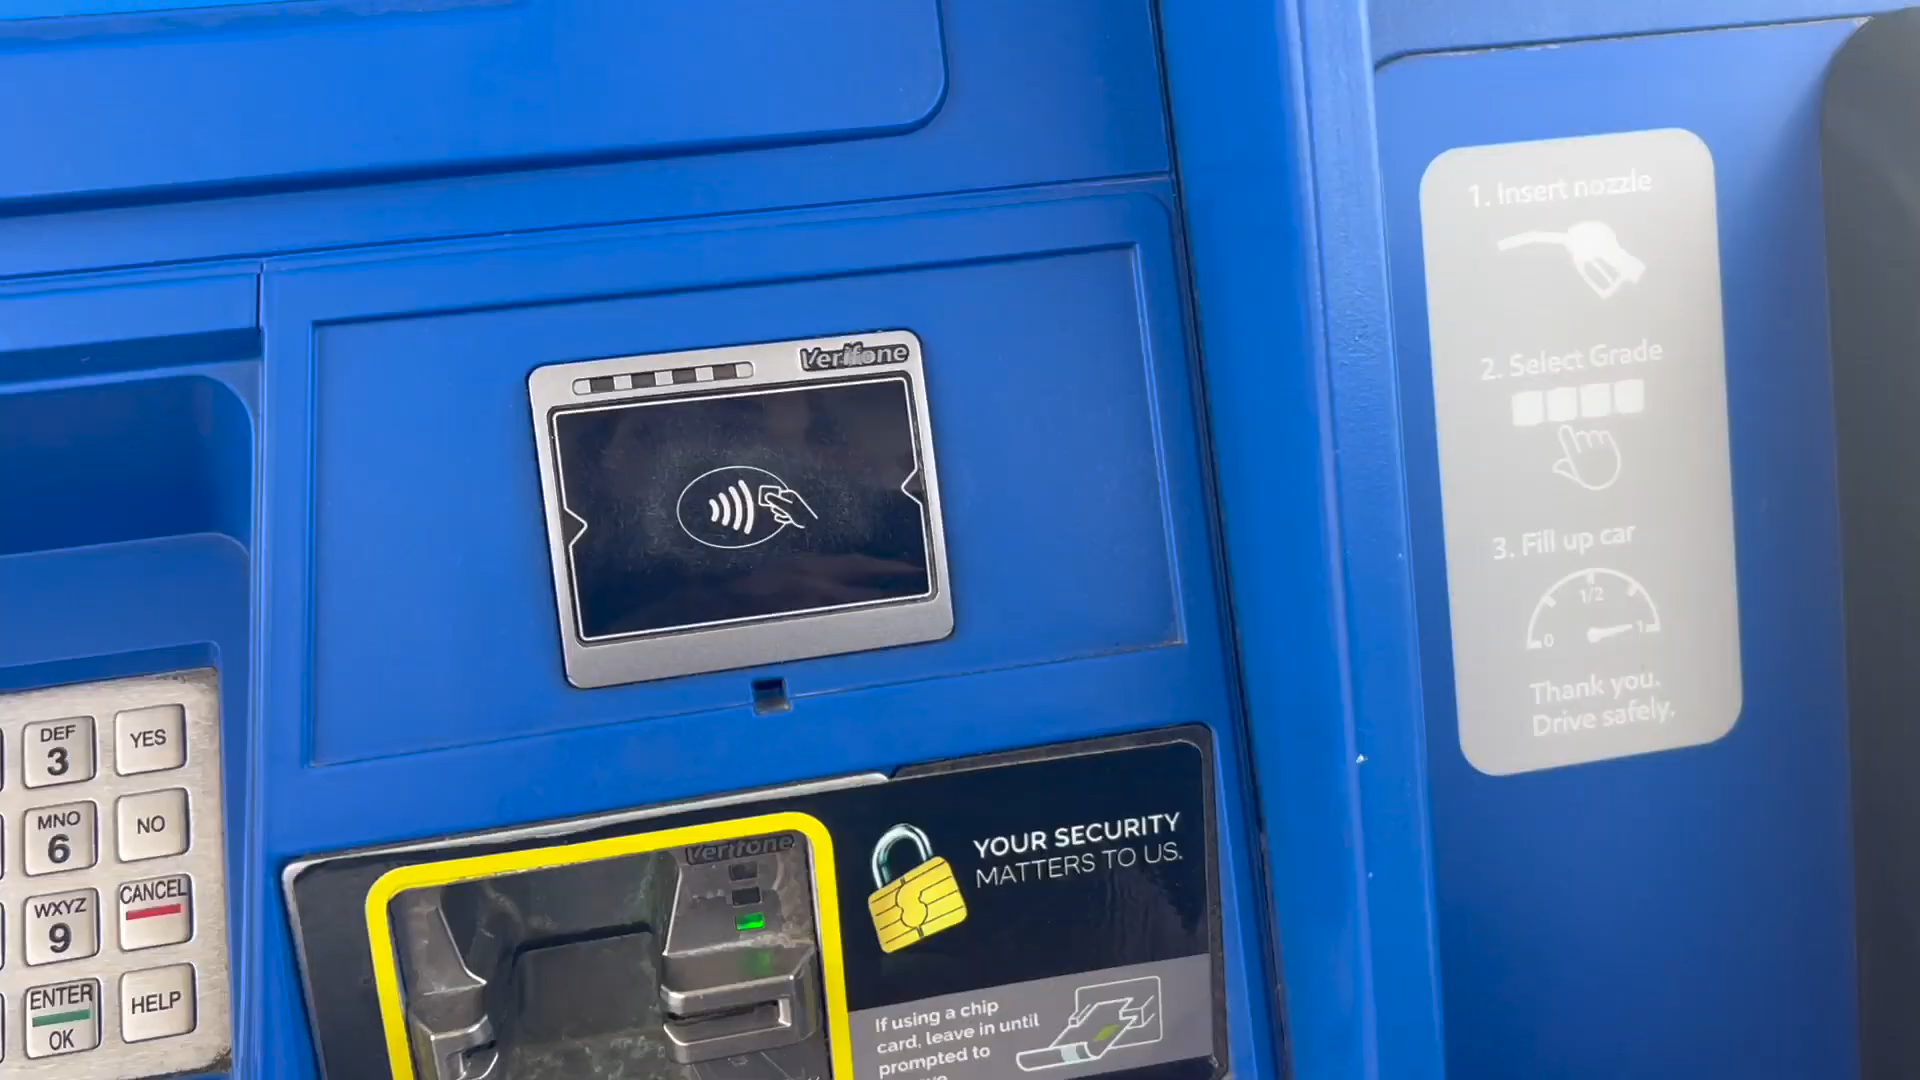 Verifone
DEF
3
YES
MNO
6
NO
WXYZ
9
CANCEL
ENTER
OK
HELP
Verifone
YOUR SECURITY
MATTERS TO US.
If using a chip
card, leave in until
prompted to
1. Insert nozzle
2. Select Grade
3. Fill up car
0
1/2
1
Thank you.
Drive safely.